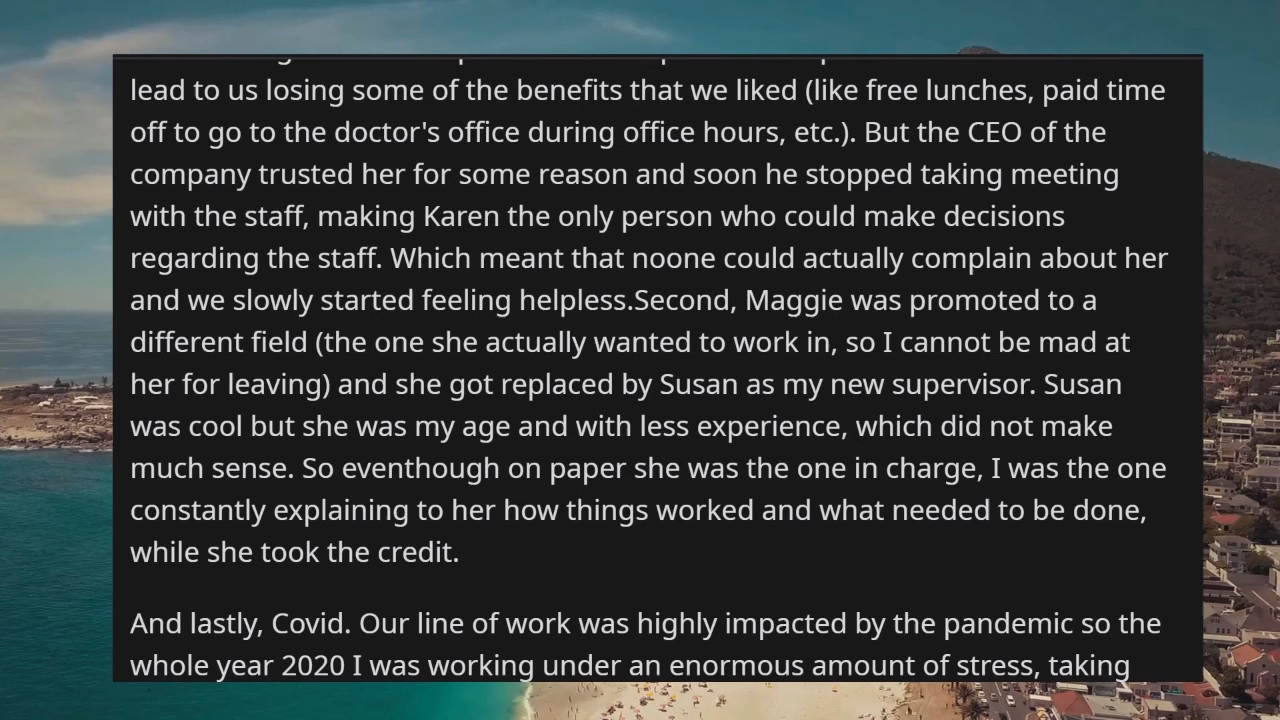 lead to us losing some of the benefits that we liked (like free lunches, paid time
off to go to the doctor's office during office hours, etc.). But the CEO of the
company trusted her for some reason and soon he stopped taking meeting
with the staff, making Karen the only person who could make decisions
regarding the staff. Which meant that noone could actually complain about her
and we slowly started feeling helpless.Second, Maggie was promoted to a
different field (the one she actually wanted to work in, so I cannot be mad at
her for leaving) and she got replaced by Susan as my new supervisor. Susan
was cool but she was my age and with less experience, which did not make
much sense. So eventhough on paper she was the one in charge, I was the one
constantly explaining to her how things worked and what needed to be done,
while she took the credit.
And lastly, Covid. Our line of work was highly impacted by the pandemic so the
whole year 2020 I was working under an enormous amount of stress, taking